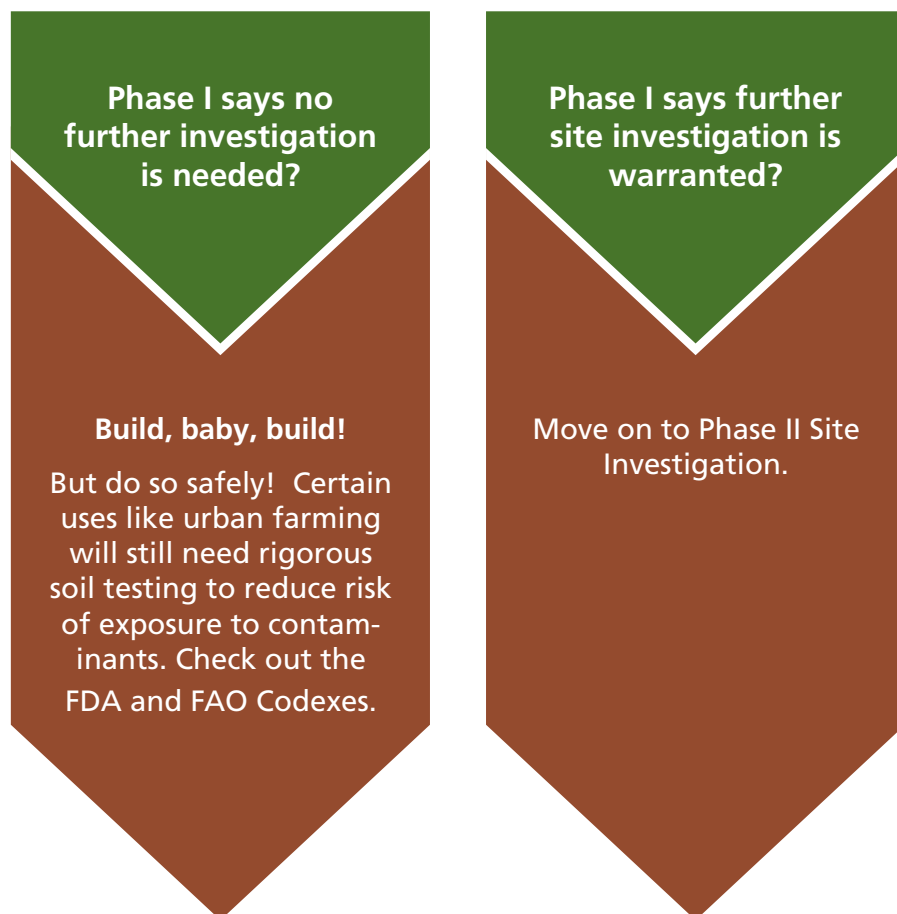 Phase I says no
further investigation
is needed?
Build, baby, build!
But do so safely!  Certain
uses like urban farming
will still need rigorous
soil testing to reduce risk
of exposure to contam-
inants. Check out the
FDA and FAO Codexes.
Phase I says further
site investigation is
warranted?
Move on to Phase II Site
Investigation.